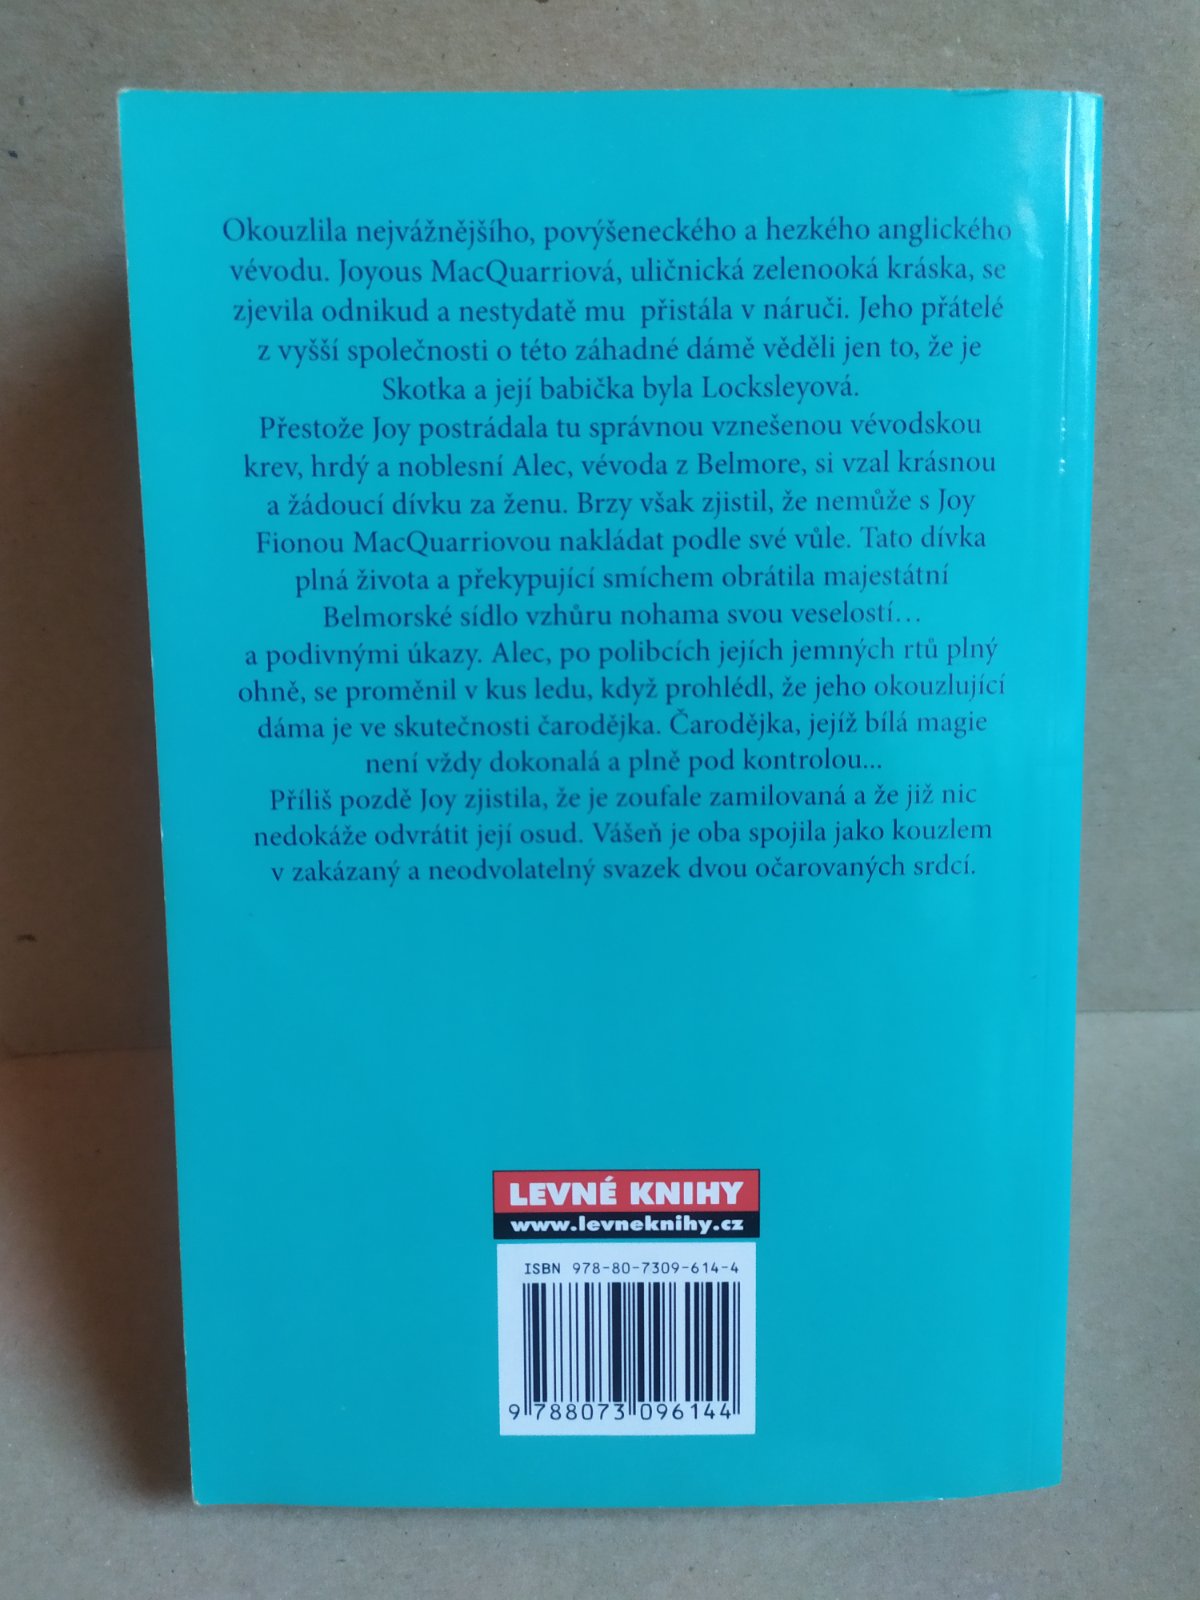 Okouzlila nejvážnějšího, povýšeneckého a hezkého anglického
vévodu. Joyous MacQuarriová, uličnická zelenooká kráska, se
zjevila odnikud a nestydatě mu přistála v náruči. Jeho přátelé
z vyšší společnosti o této záhadné dámě věděli jen to, že je
Skotka a její babička byla Locksleyová.
Přestože Joy postrádala tu správnou vznešenou vévodskou
krev, hrdý a noblesní Alec, vévoda z Belmore, si vzal krásnou
a žádoucí dívku za ženu. Brzy však zjistil, že nemůže s Joy
Fionou MacQuarriovou nakládat podle své vůle. Tato dívka
plná života a překypující smíchem obrátila majestátní
Belmorské sídlo vzhůru nohama svou veselostí…
a podivnými úkazy. Alec, po polibcích jejích jemných rtů plný
ohně, se proměnil v kus ledu, když prohlédl, že jeho okouzlující
dáma je ve skutečnosti čarodějka. Čarodějka, jejíž bílá magie
není vždy dokonalá a plně pod kontrolou...
Příliš pozdě Joy zjistila, že je zoufale zamilovaná a že již nic
nedokáže odvrátit její osud. Vášeň je oba spojila jako kouzlem
v zakázaný a neodvolatelný svazek dvou očarovaných srdcí.
LEVNÉ KNIHY
www.levneknihy.cz
ISBN 978-80-7309-614-4
9 788073 096144